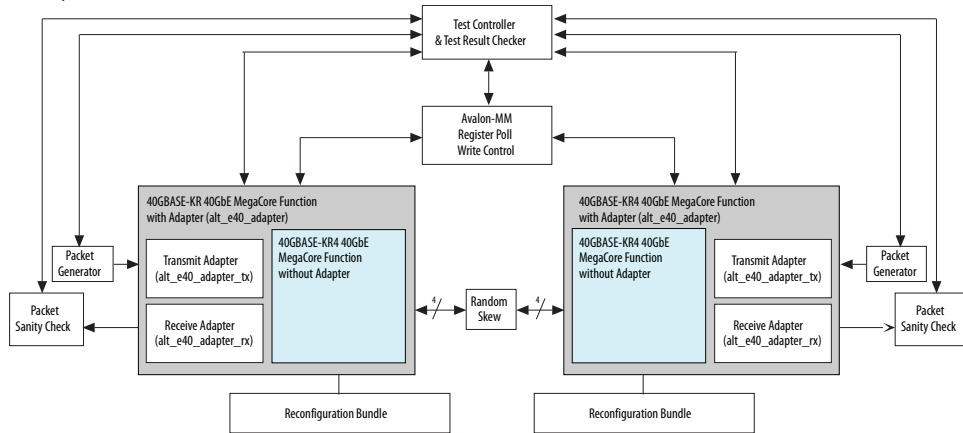 Test Controller
& Test Result Checker
Avalon-MM
Register Poll
Write Control
40GBASE-KR 40GbE MegaCore Function
with Adapter (alt_e40_adapter)
40GBASE-KR4 40GbE
MegaCore Function
without Adapter
Transmit Adapter
(alt_e40_adapter_tx)
Receive Adapter
(alt_e40_adapter_rx)
Packet
Generator
Packet
Sanity Check
4
Random
Skew
4
40GBASE-KR4 40GbE MegaCore Function
with Adapter (alt_e40_adapter)
40GBASE-KR4 40GbE
MegaCore Function
without Adapter
Transmit Adapter
(alt_e40_adapter_tx)
Receive Adapter
(alt_e40_adapter_rx)
Packet
Generator
Packet
Sanity Check
Reconfiguration Bundle
Reconfiguration Bundle